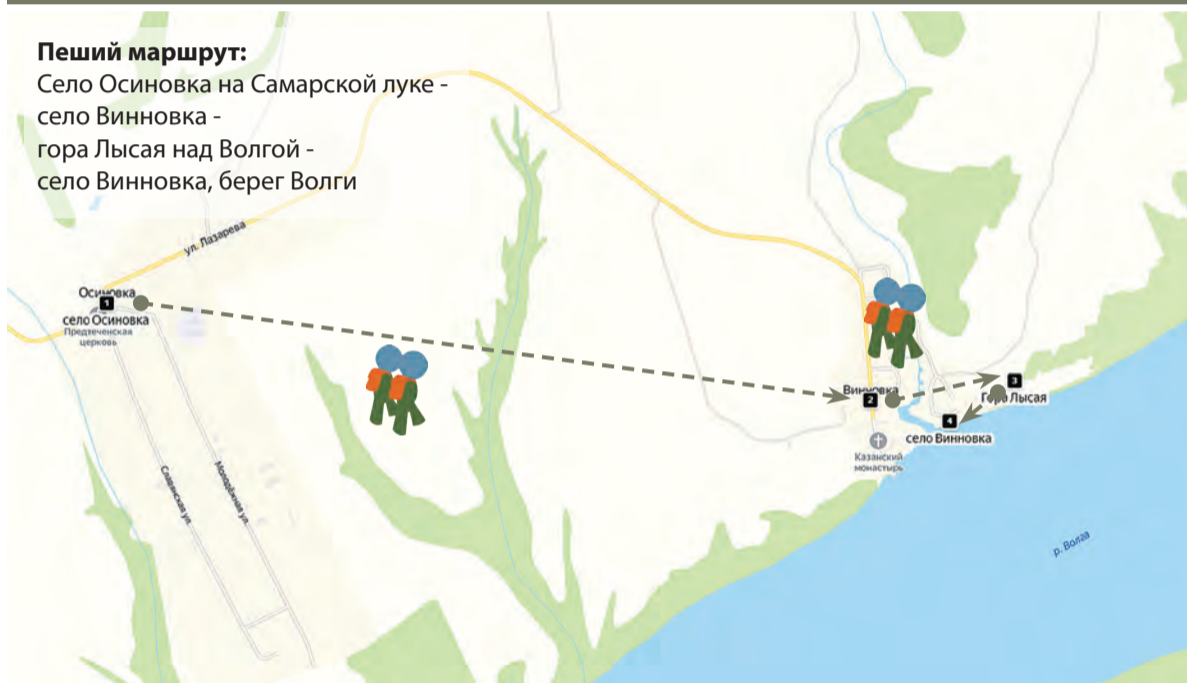 Пеший маршрут:
Село Осиновка на Самарской луке -
село Винновка -
гора Лысая над Волгой -
село Винновка, берег Волги
ул. Лазарева
Осиновка
1
село Осиновка
Предтеченская
церковь
Славянская ул.
Молодёжная ул.
Винновка
2
3
Гора Лысая
4
село Винновка
Казанский
монастырь
р. Волга